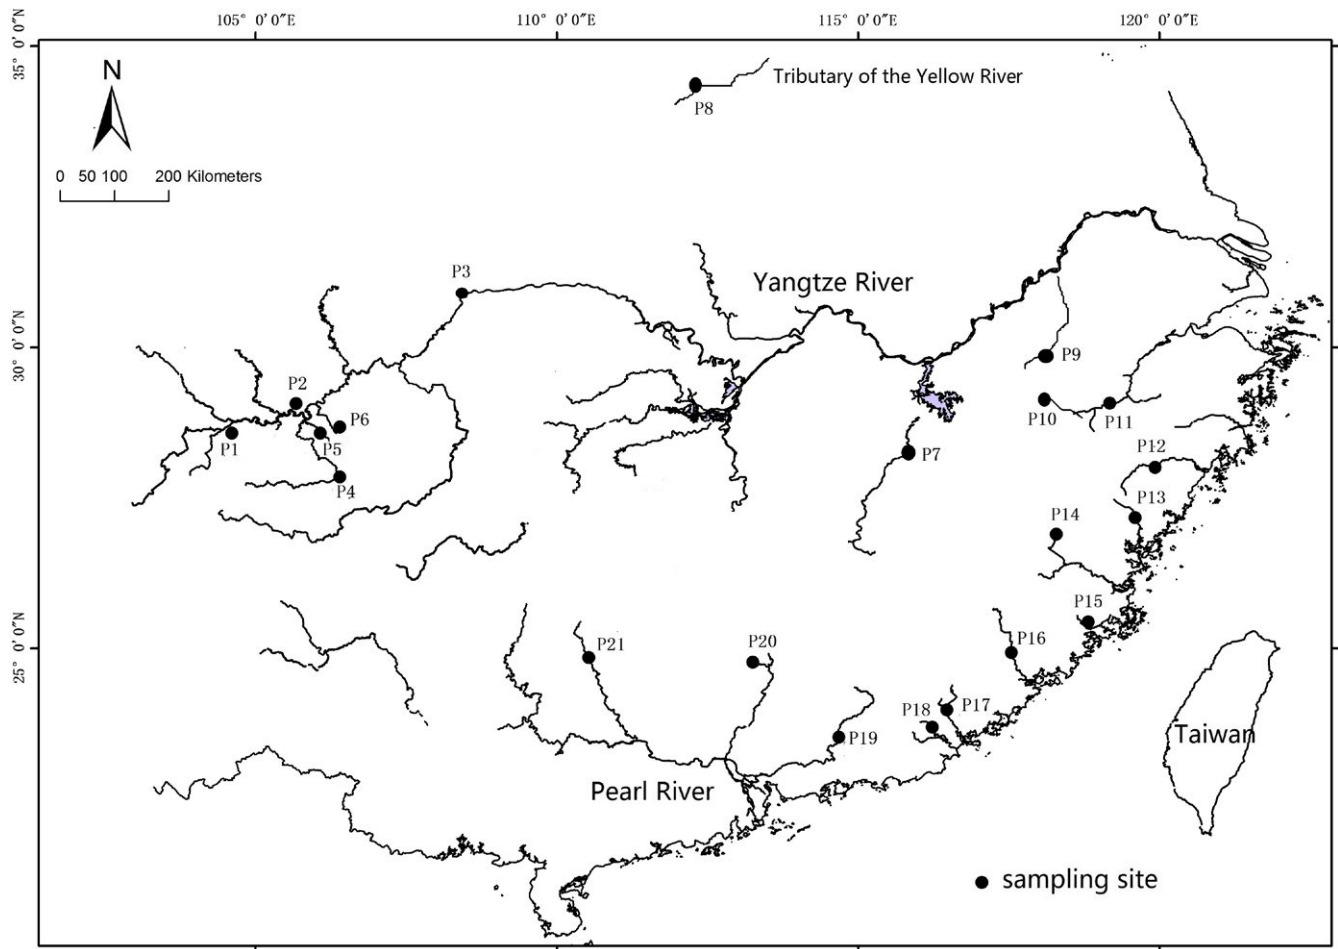 105° 0′0″E
110° 0′0″E
115° 0′0″E
120° 0′0″E
35° 0′0″N
30° 0′0″N
25° 0′0″N
N
0 50 100 200 Kilometers
Tributary of the Yellow River
P8
P3
Yangtze River
P9
P2
P6
P10
P11
P1
P5
P7
P12
P4
P13
P14
P15
P21
P20
P16
P18
P17
P19
Taiwan
Pearl River
sampling site